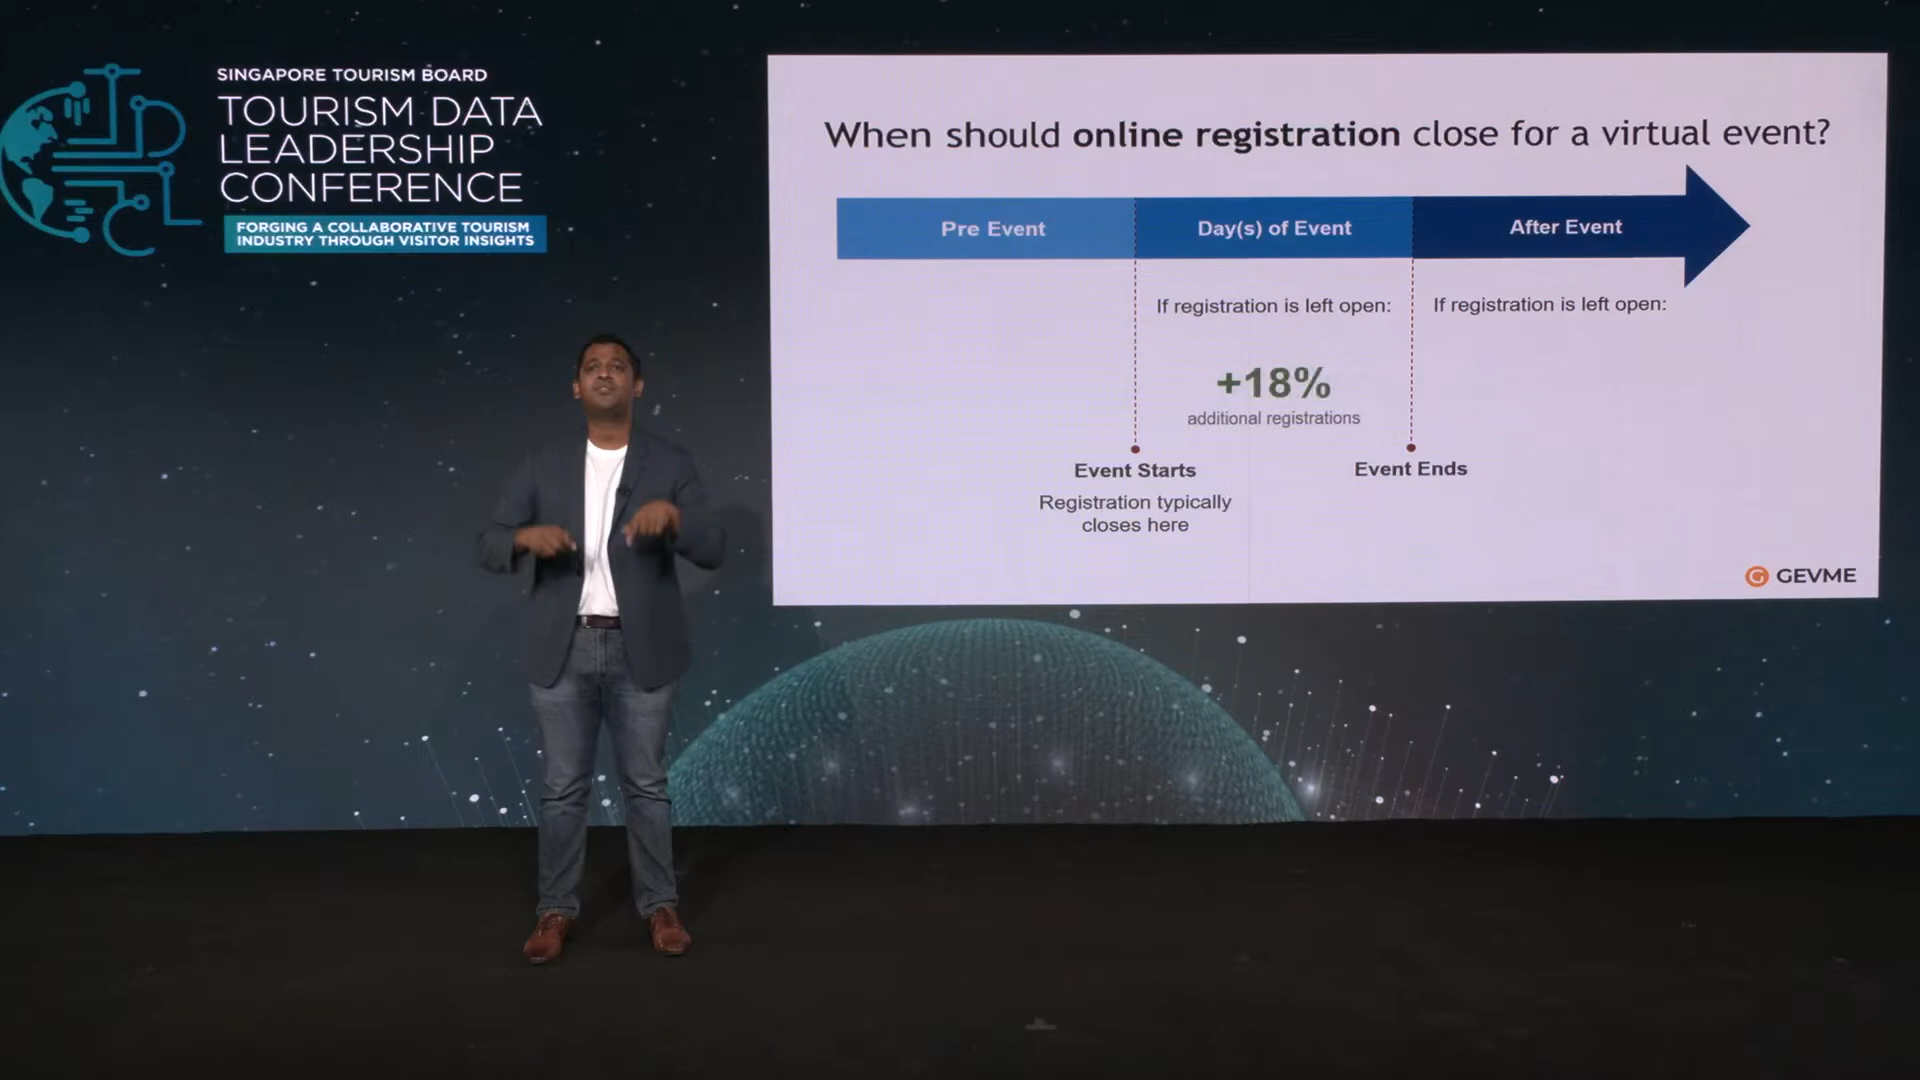 SINGAPORE TOURISM BOARD
TOURISM DATA
LEADERSHIP
CONFERENCE
FORGING A COLLABORATIVE TOURISM
INDUSTRY THROUGH VISITOR INSIGHTS
When should online registration close for a virtual event?
Pre Event
Day(s) of Event
After Event
If registration is left open:
If registration is left open:
+18%
additional registrations
Event Starts
Event Ends
Registration typically
closes here
GEVME